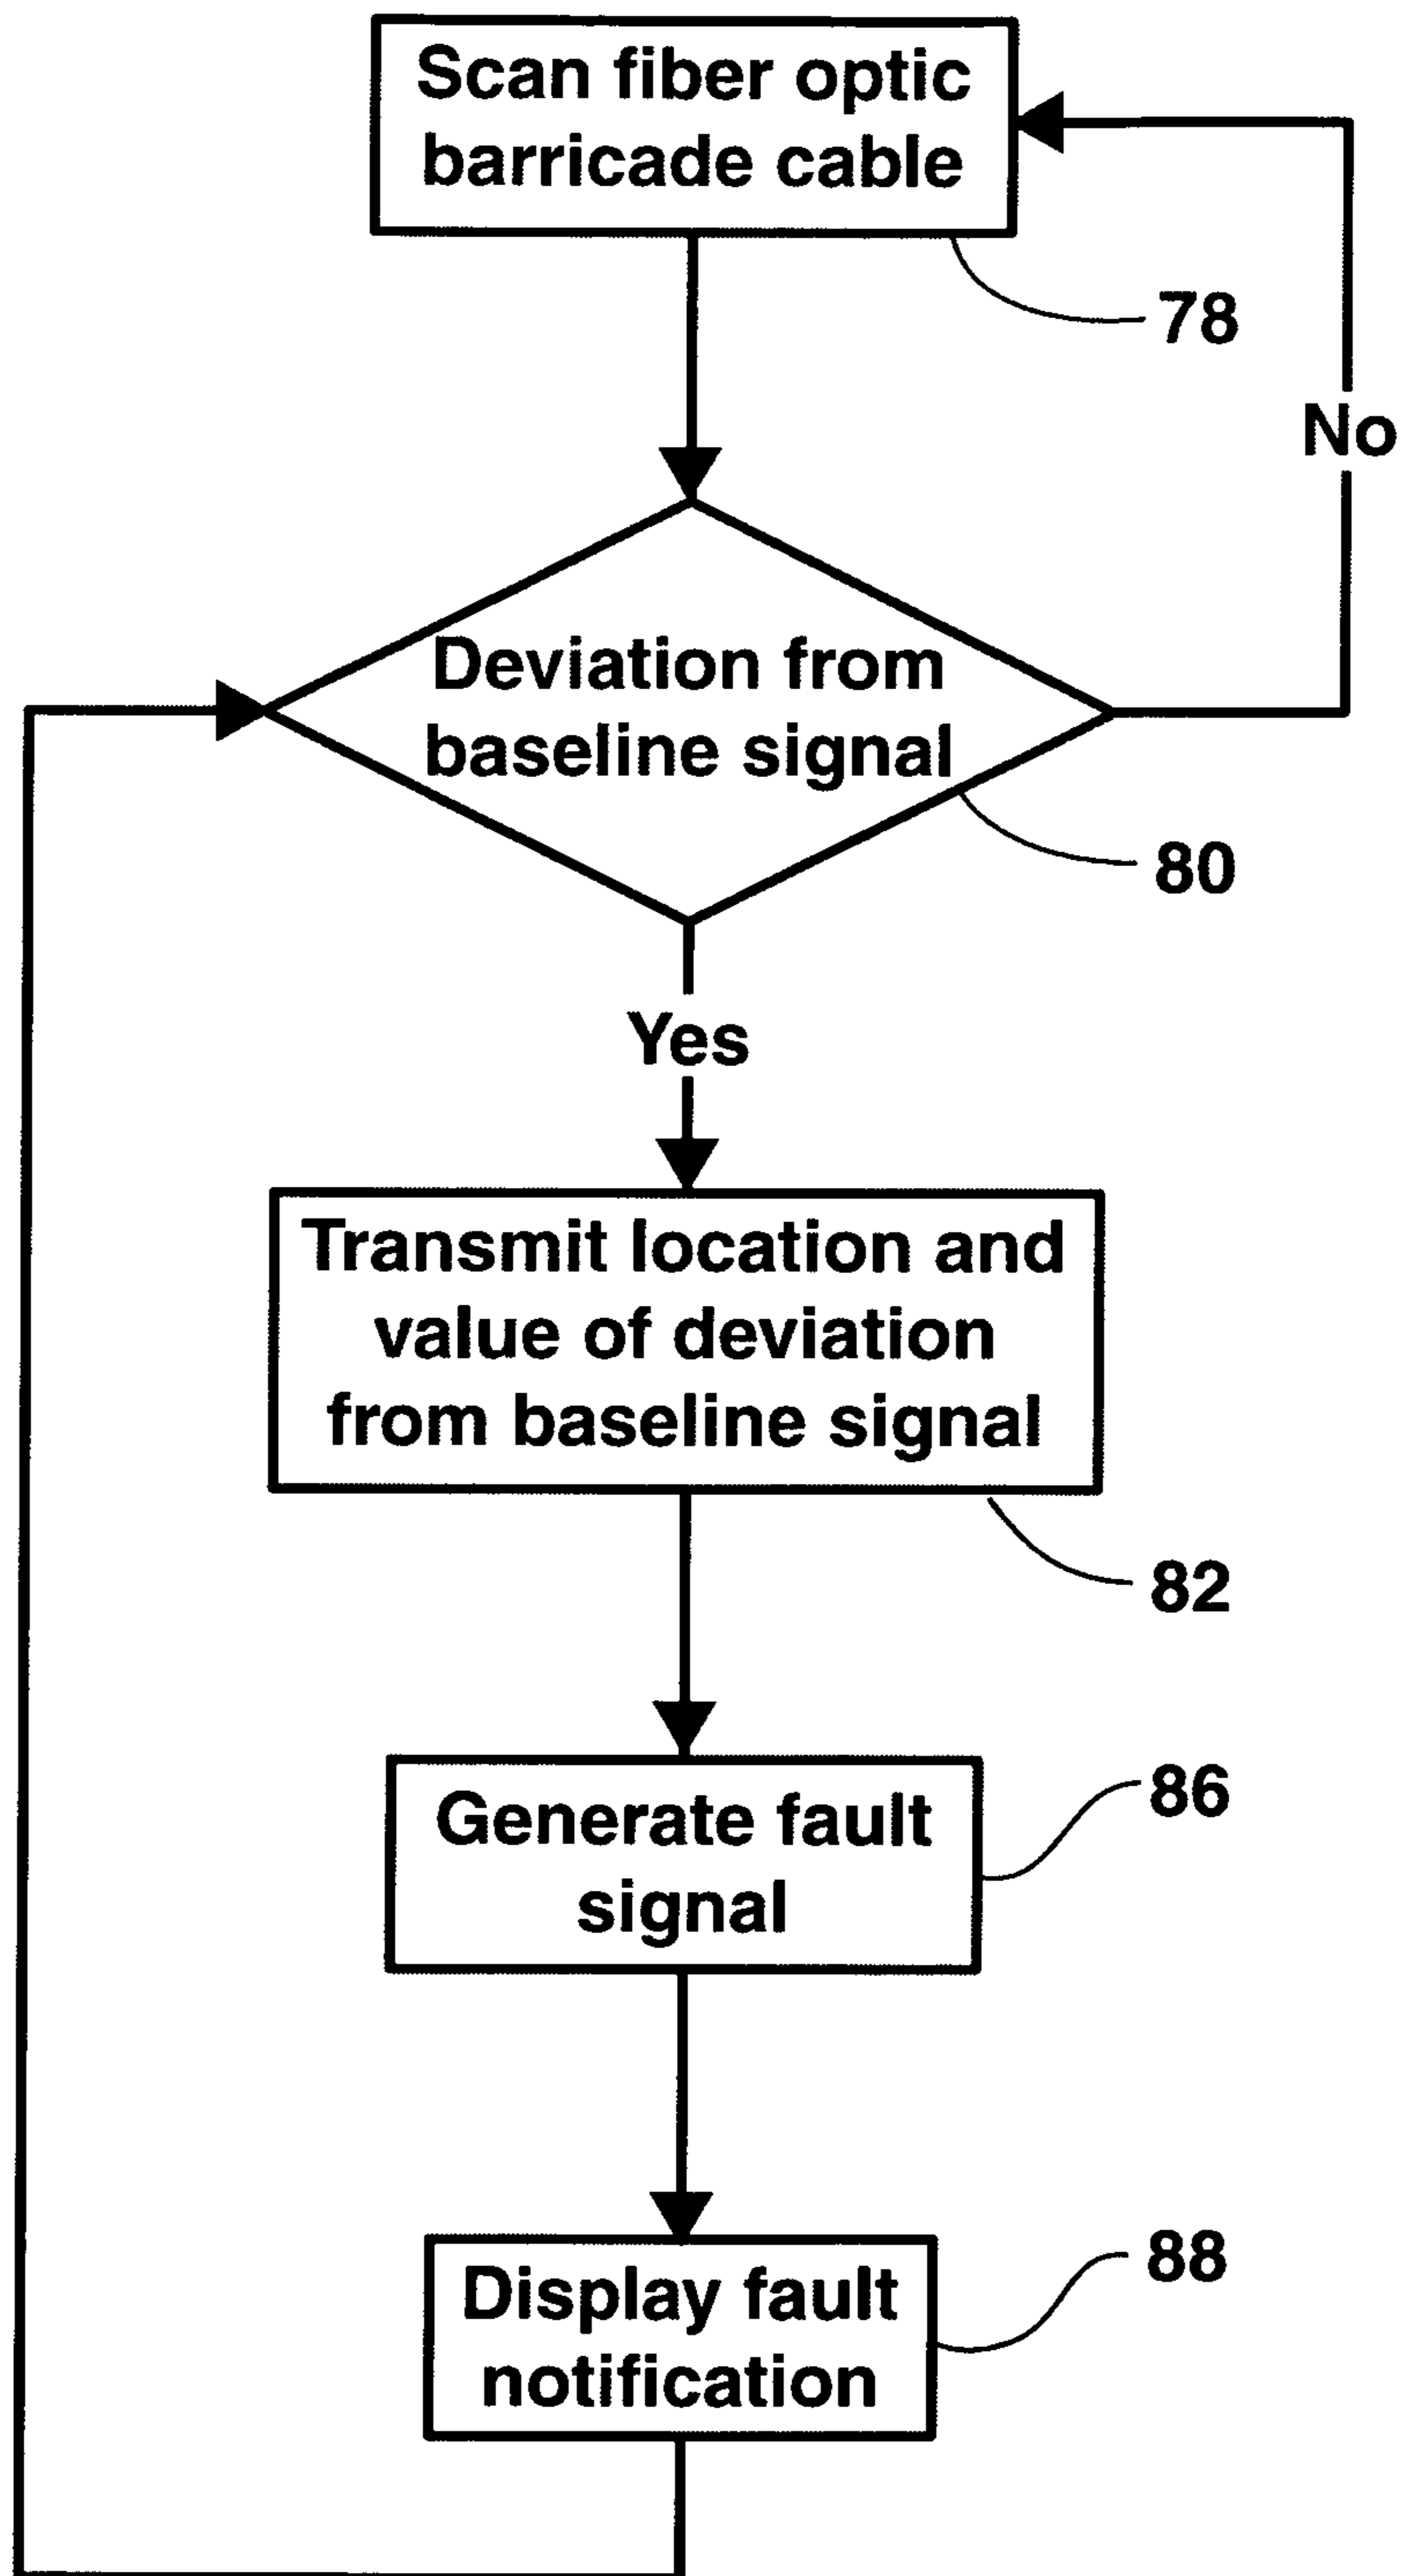 Scan fiber optic
barricade cable
78
No
Deviation from
baseline signal
80
Yes
Transmit location and
value of deviation
from baseline signal
82
Generate fault
signal
86
Display fault
notification
88